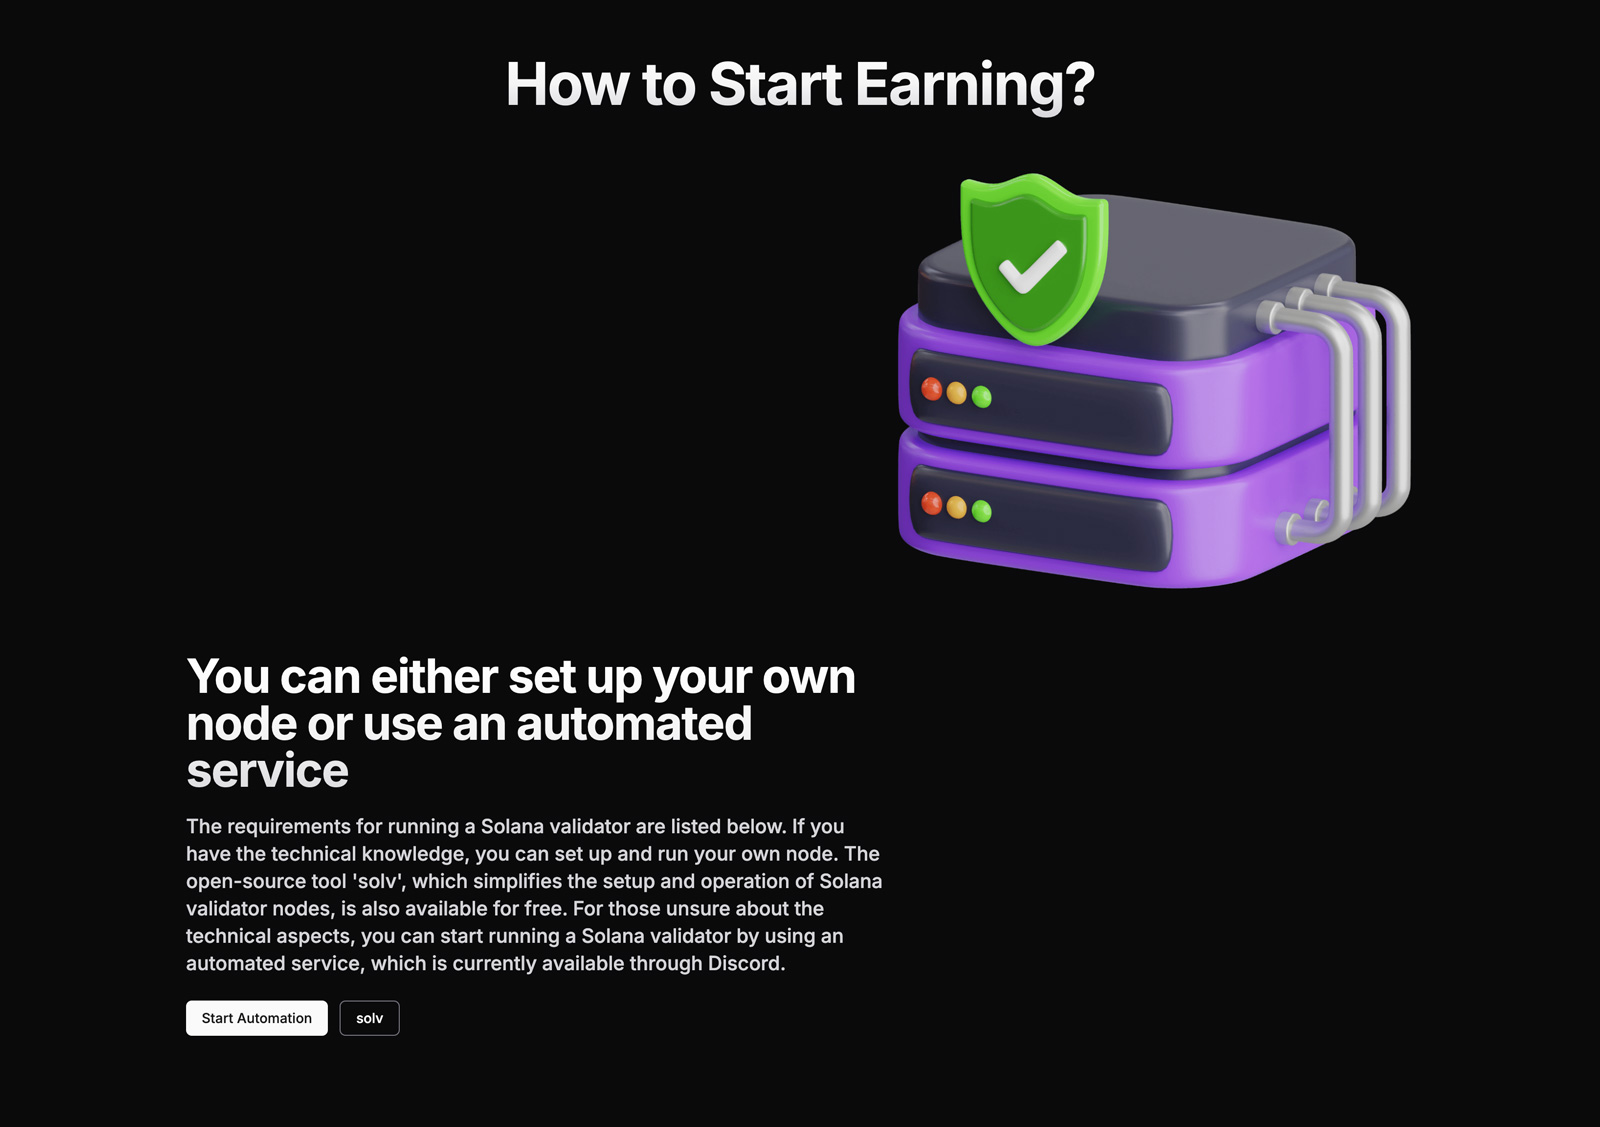 How to Start Earning?
You can either set up your own
node or use an automated
service
The requirements for running a Solana validator are listed below. If you
have the technical knowledge, you can set up and run your own node. The
open-source tool 'solv', which simplifies the setup and operation of Solana
validator nodes, is also available for free. For those unsure about the
technical aspects, you can start running a Solana validator by using an
automated service, which is currently available through Discord.
Start Automation
solv